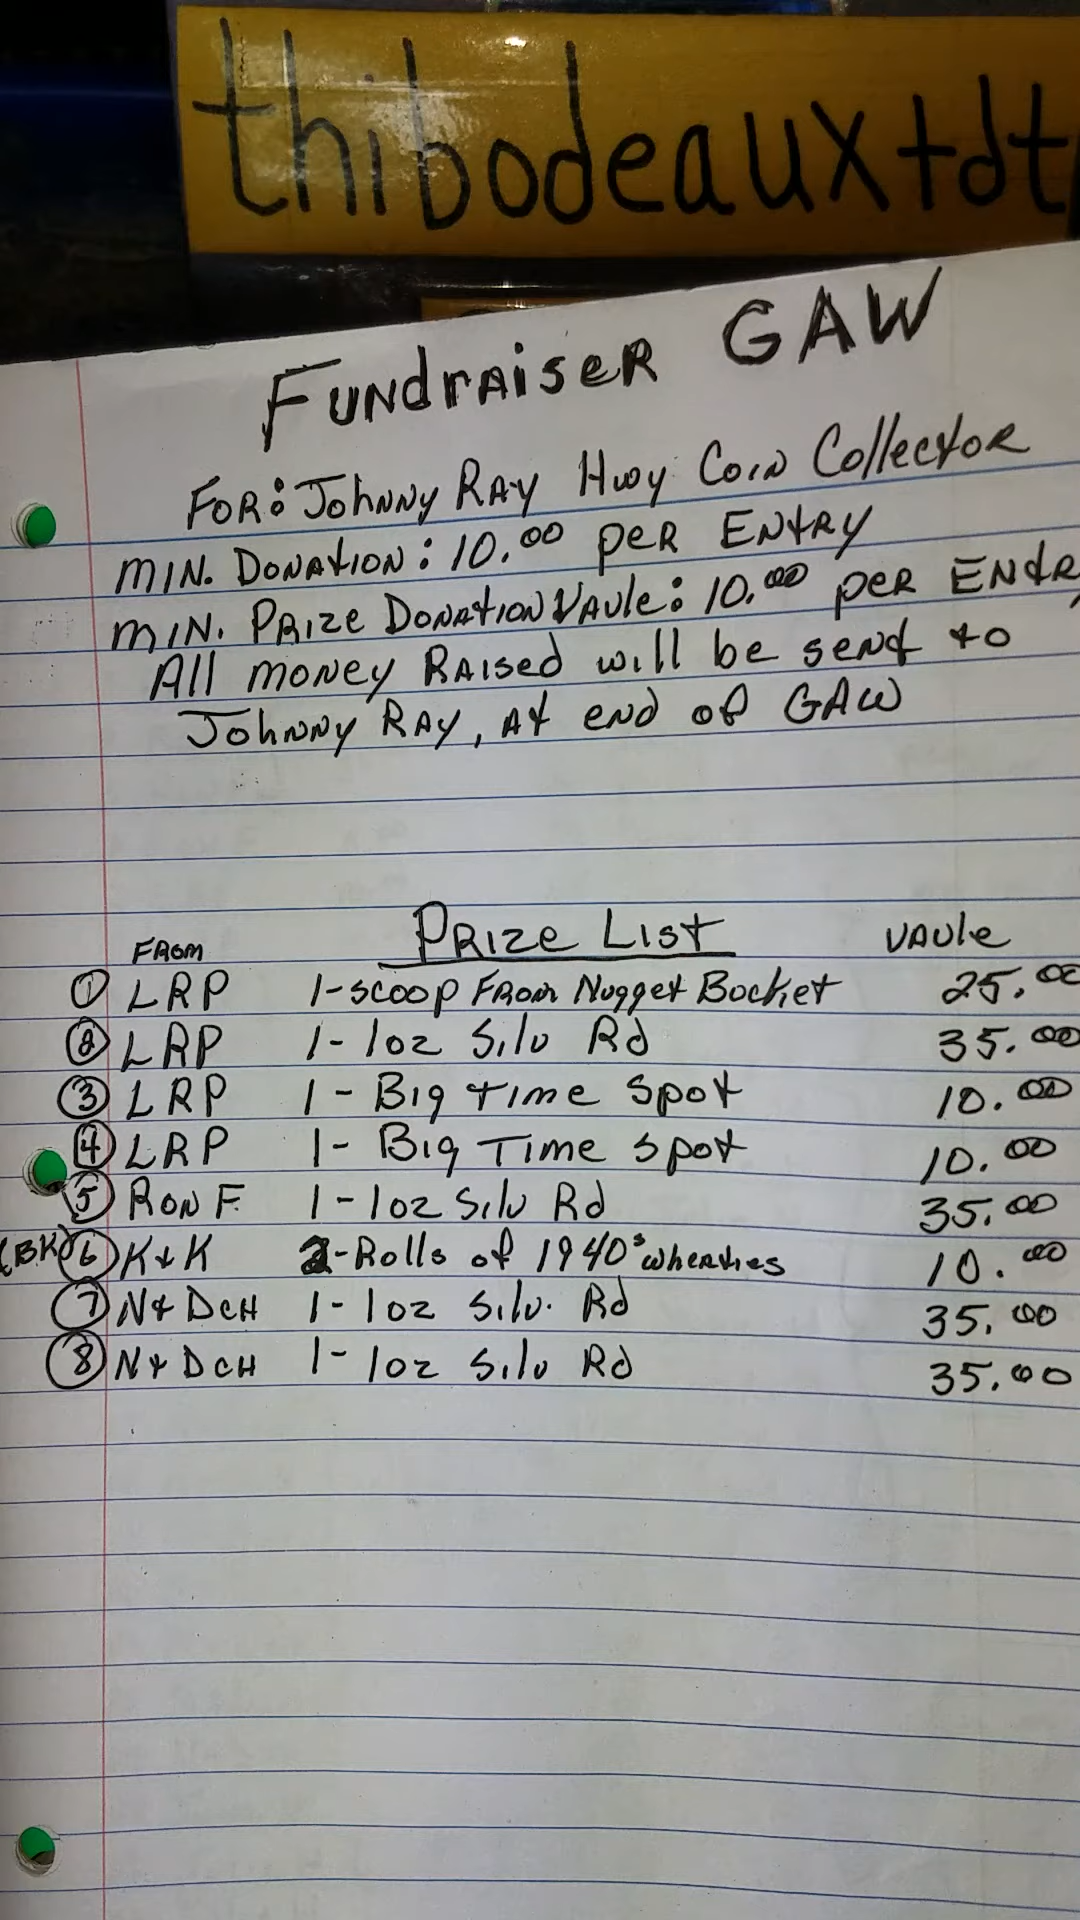 thibodeauxtdt
Fundraiser GAW
For: Johnny Ray Hwy Coin Collector
Min. Donation: 10.00 per Entry
Min. Prize Donation Vaule: 10.00 per Entr
All money Raised will be send to
Johnny Ray, At end of GAW
From Prize List Vaule
1 LRP 1-scoop From Nugget Bocket 25.00
2 LRP 1-1oz Silv Rd 35.00
3 LRP 1-Big Time Spot 10.00
4 LRP 1-Big Time Spot 10.00
5 Ron F. 1-1oz Silv Rd 35.00
(BK) 6 K+K 2-Rolls of 1940's wheaties 10.00
7 N+DCH 1-1oz Silv. Rd 35.00
8 N+DCH 1-1oz Silv Rd 35.00